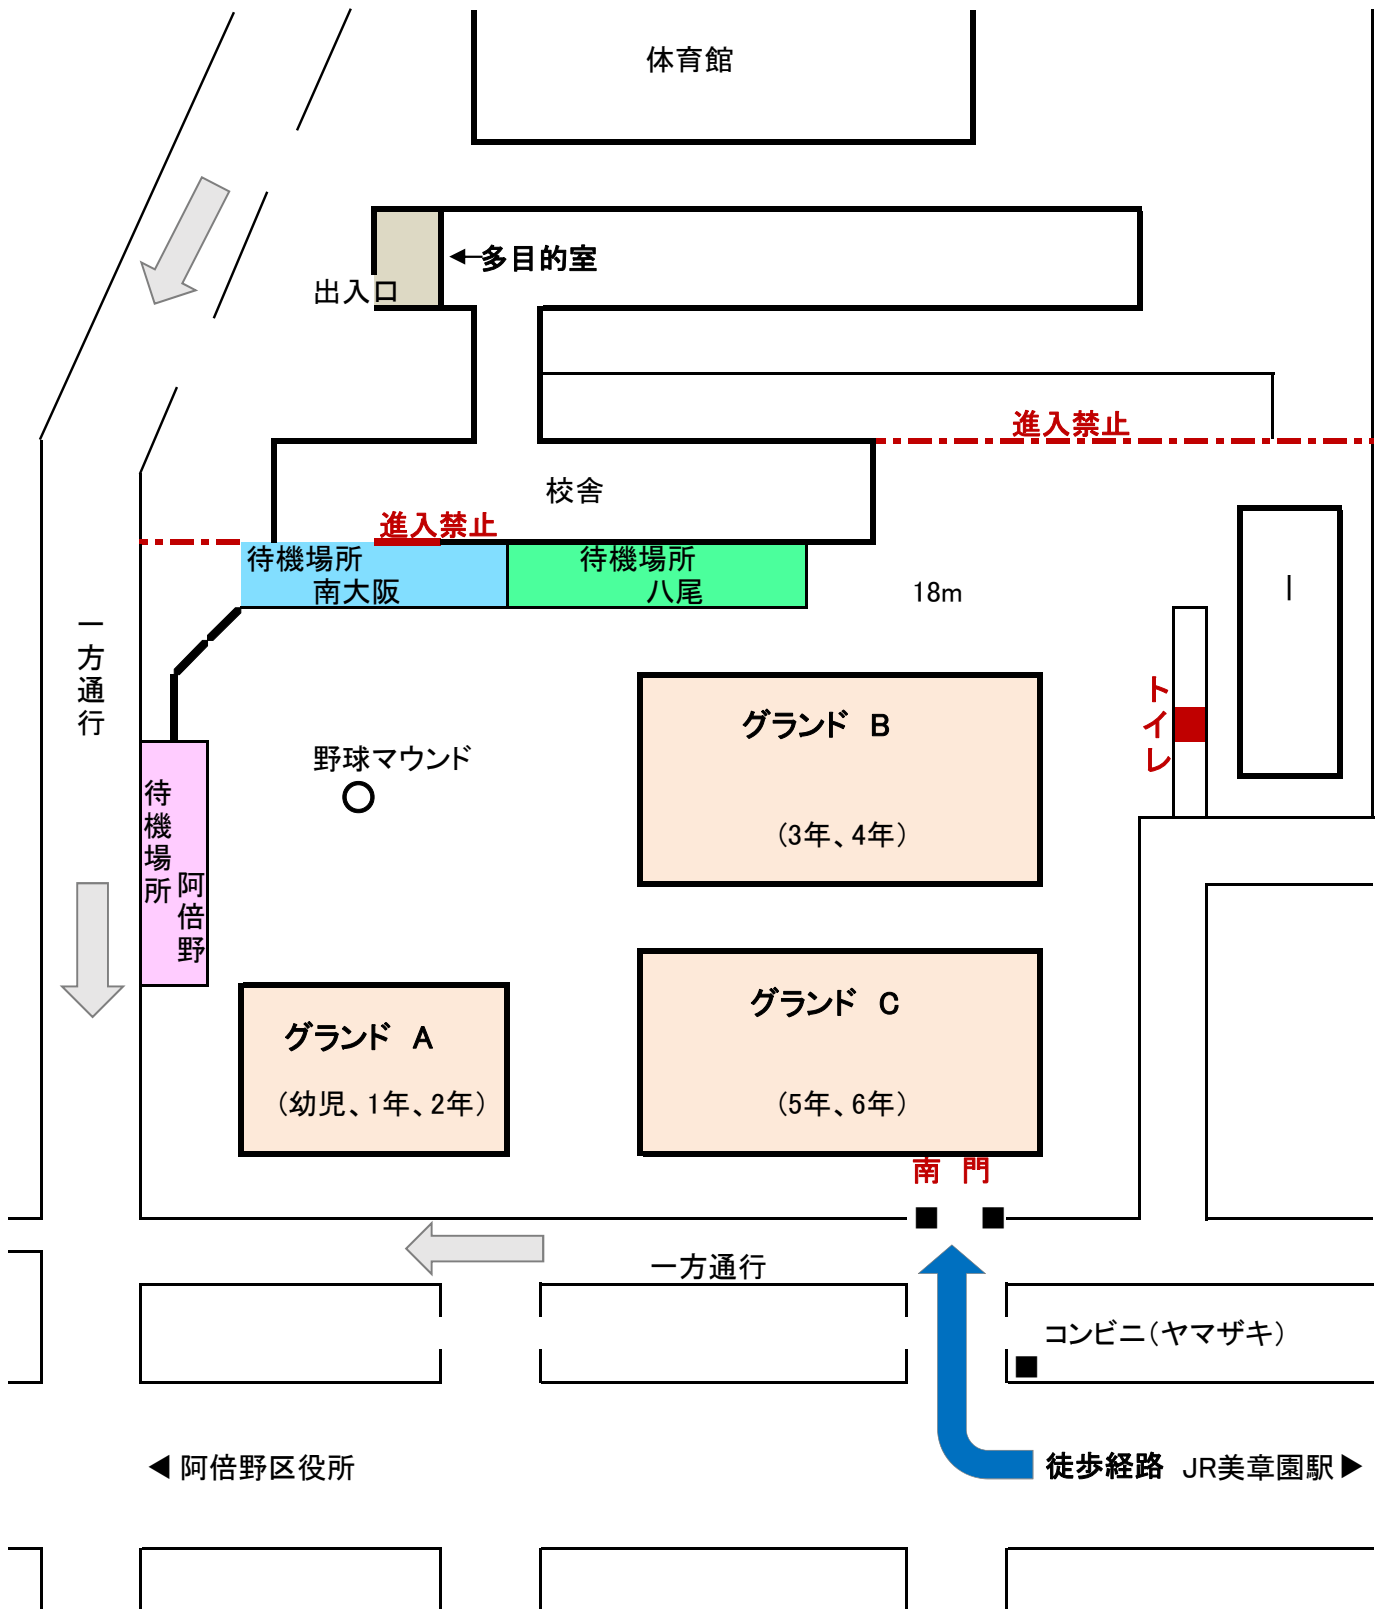 体育館
多目的室
出入口
進入禁止
校舎
進入禁止
待機場所
南大阪
待機場所
八尾
18m
一方通行
トイレ
グランド B
(3年、4年)
野球マウンド
待機場所
阿倍野
グランド A
(幼児、1年、2年)
グランド C
(5年、6年)
南 門
一方通行
コンビニ(ヤマザキ)
阿倍野区役所
徒歩経路 JR美章園駅